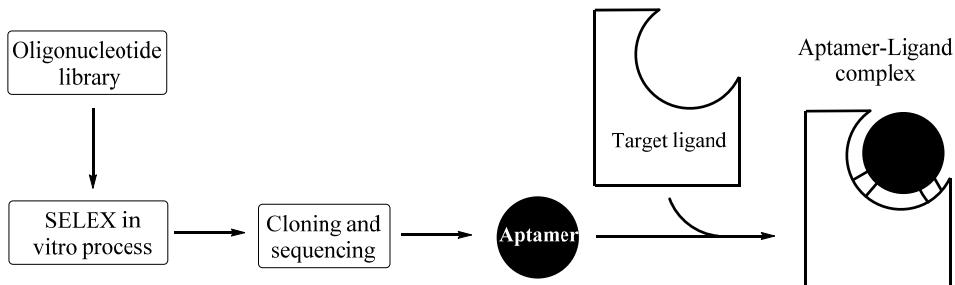 Oligonucleotide
library
SELEX in
vitro process
Cloning and
sequencing
Aptamer
Target ligand
Aptamer-Ligand
complex